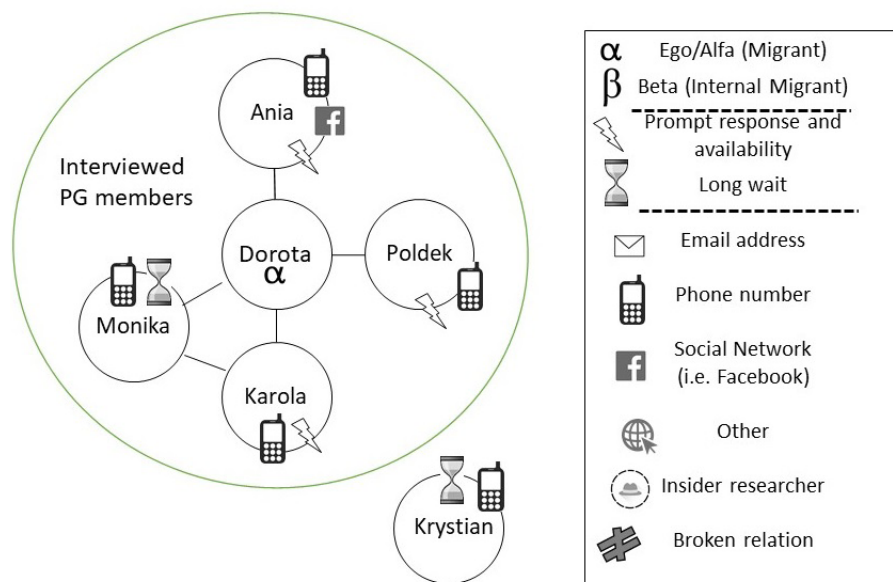 Ania
Interviewed
PG members
Dorota
α
Poldek
Monika
Karola
Krystian
α Ego/Alfa (Migrant)
β Beta (Internal Migrant)
Prompt response and
availability
Long wait
Email address
Phone number
Social Network
(i.e. Facebook)
Other
Insider researcher
Broken relation